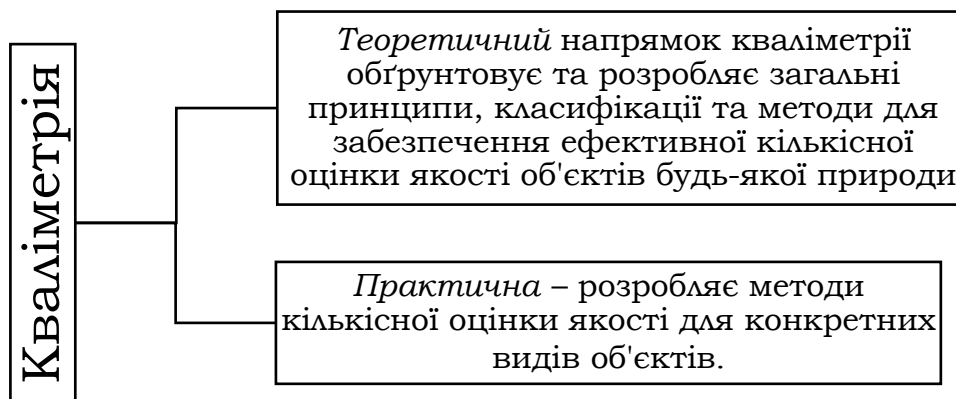 Кваліметрія
Теоретичний напрямок кваліметрії
обґрунтовує та розробляє загальні
принципи, класифікації та методи для
забезпечення ефективної кількісної
оцінки якості об'єктів будь-якої природи
Практична – розробляє методи
кількісної оцінки якості для конкретних
видів об'єктів.